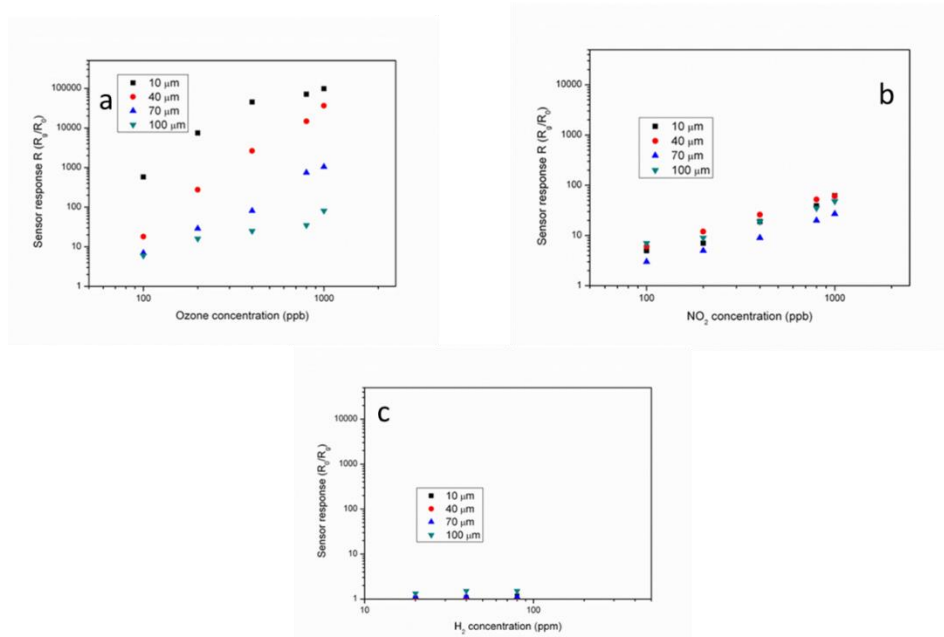 a
10 μm
40 μm
70 μm
100 μm
Sensor response R (Rg/R0)
100000
10000
1000
100
10
1
100
1000
Ozone concentration (ppb)
b
10 μm
40 μm
70 μm
100 μm
Sensor response R (Rg/R0)
10000
1000
100
10
1
100
1000
NO2 concentration (ppb)
c
10 μm
40 μm
70 μm
100 μm
Sensor response (R0/Rg)
10000
1000
100
10
1
10
100
H2 concentration (ppm)